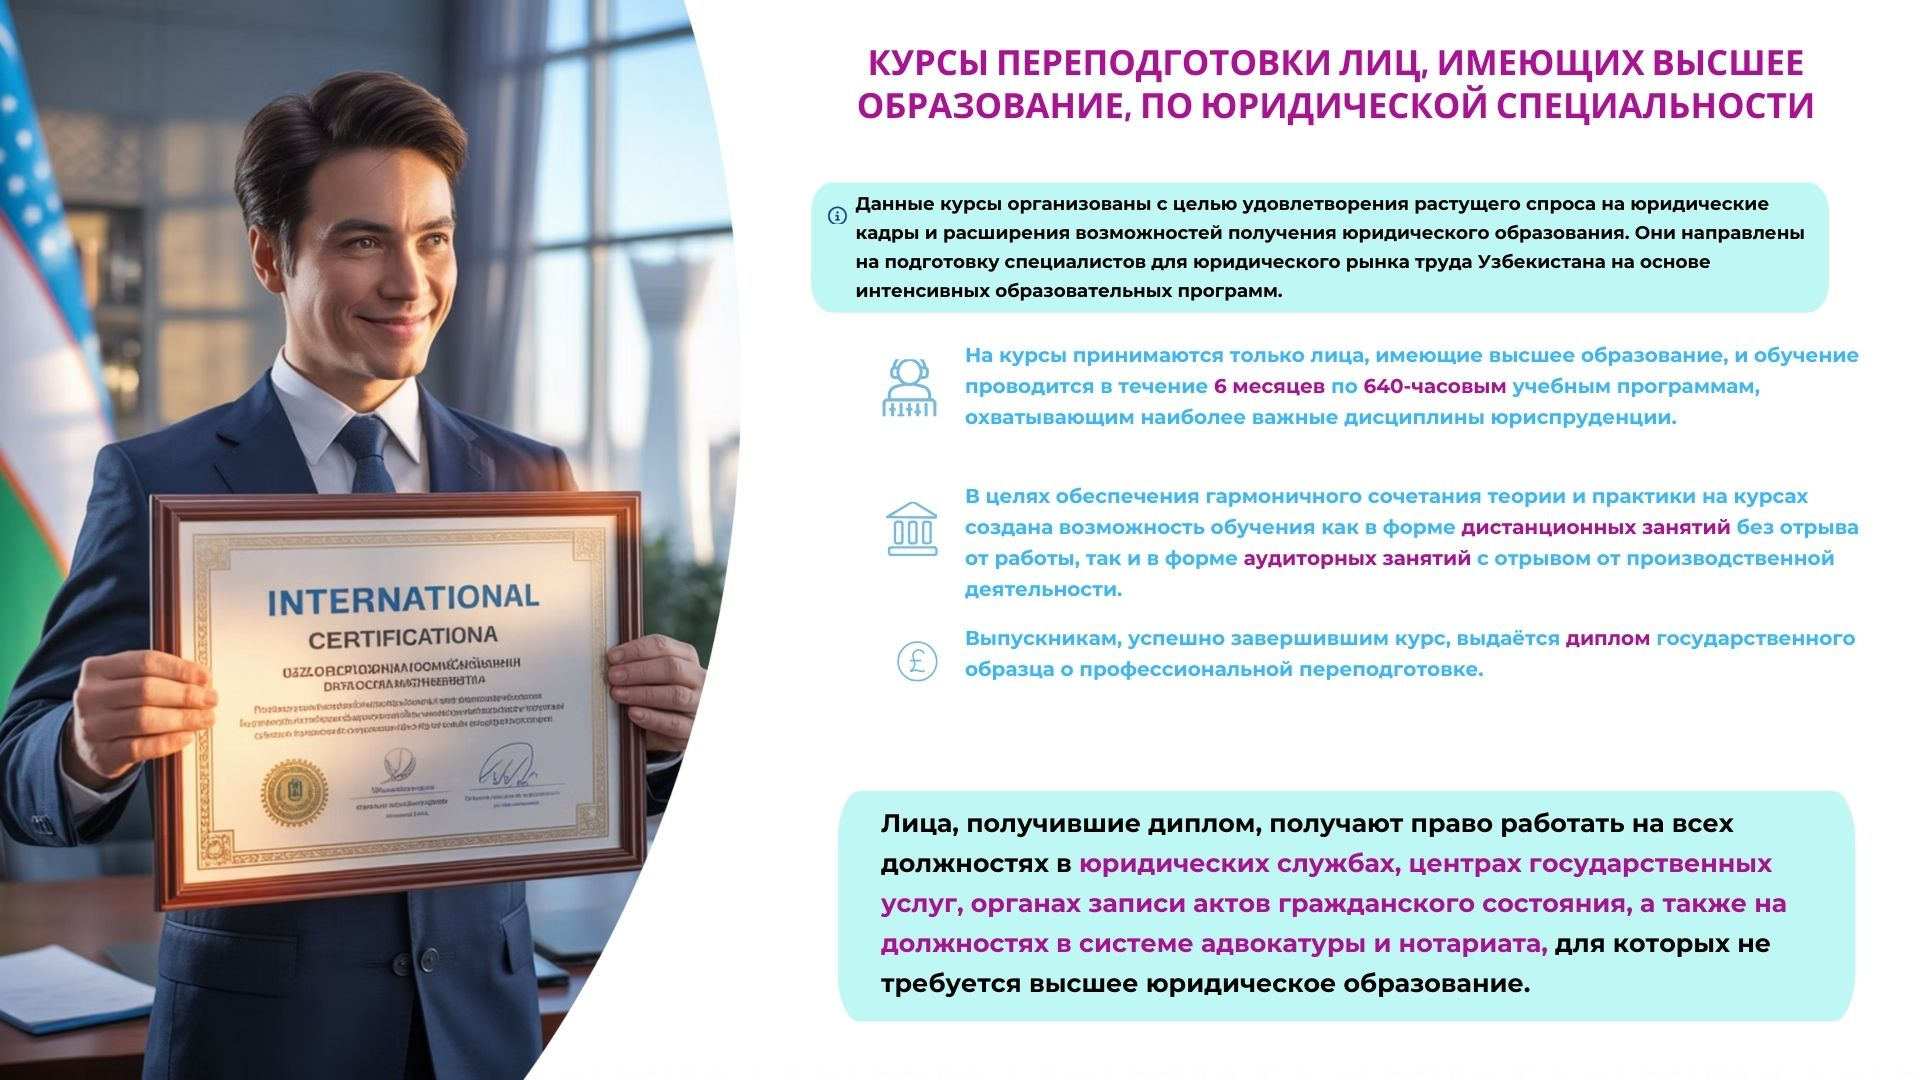 КУРСЫ ПЕРЕПОДГОТОВКИ ЛИЦ, ИМЕЮЩИХ ВЫСШЕЕ
ОБРАЗОВАНИЕ, ПО ЮРИДИЧЕСКОЙ СПЕЦИАЛЬНОСТИ
Данные курсы организованы с целью удовлетворения растущего спроса на юридические
кадры и расширения возможностей получения юридического образования. Они направлены
на подготовку специалистов для юридического рынка труда Узбекистана на основе
интенсивных образовательных программ.
На курсы принимаются только лица, имеющие высшее образование, и обучение
проводится в течение 6 месяцев по 640-часовым учебным программам,
охватывающим наиболее важные дисциплины юриспруденции.
В целях обеспечения гармоничного сочетания теории и практики на курсах
создана возможность обучения как в форме дистанционных занятий без отрыва
от работы, так и в форме аудиторных занятий с отрывом от производственной
деятельности.
Выпускникам, успешно завершившим курс, выдаётся диплом государственного
образца о профессиональной переподготовке.
Лица, получившие диплом, получают право работать на всех
должностях в юридических службах, центрах государственных
услуг, органах записи актов гражданского состояния, а также на
должностях в системе адвокатуры и нотариата, для которых не
требуется высшее юридическое образование.
INTERNATIONAL
CERTIFICATIONA